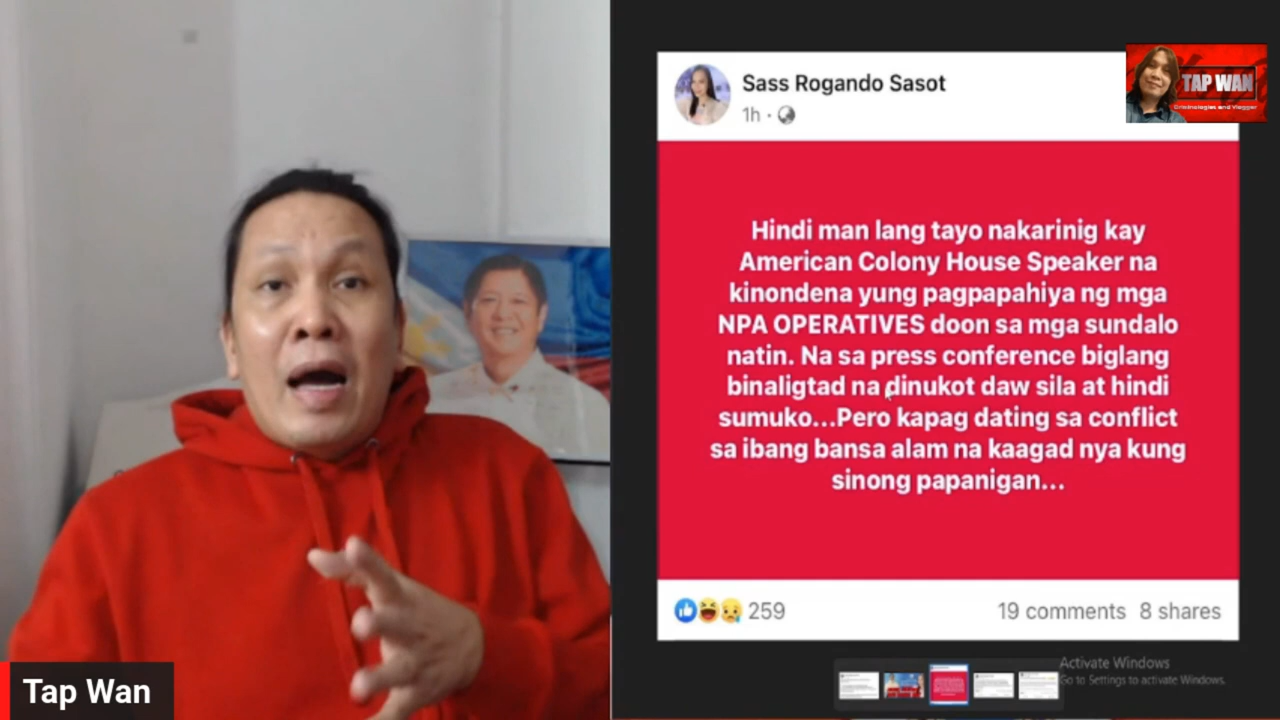 Sass Rogando Sasot
1h
TAP WAN
Criminologies and Vlogger
Hindi man lang tayo nakarinig kay
American Colony House Speaker na
kinondena yung pagpapahiya ng mga
NPA OPERATIVES doon sa mga sundalo
natin. Na sa press conference biglang
binaligtad na dinukot daw sila at hindi
sumuko...Pero kapag dating sa conflict
sa ibang bansa alam na kaagad nya kung
sinong papanigan...
259
19 comments 8 shares
Activate Windows
Go to Settings to activate Windows.
Tap Wan